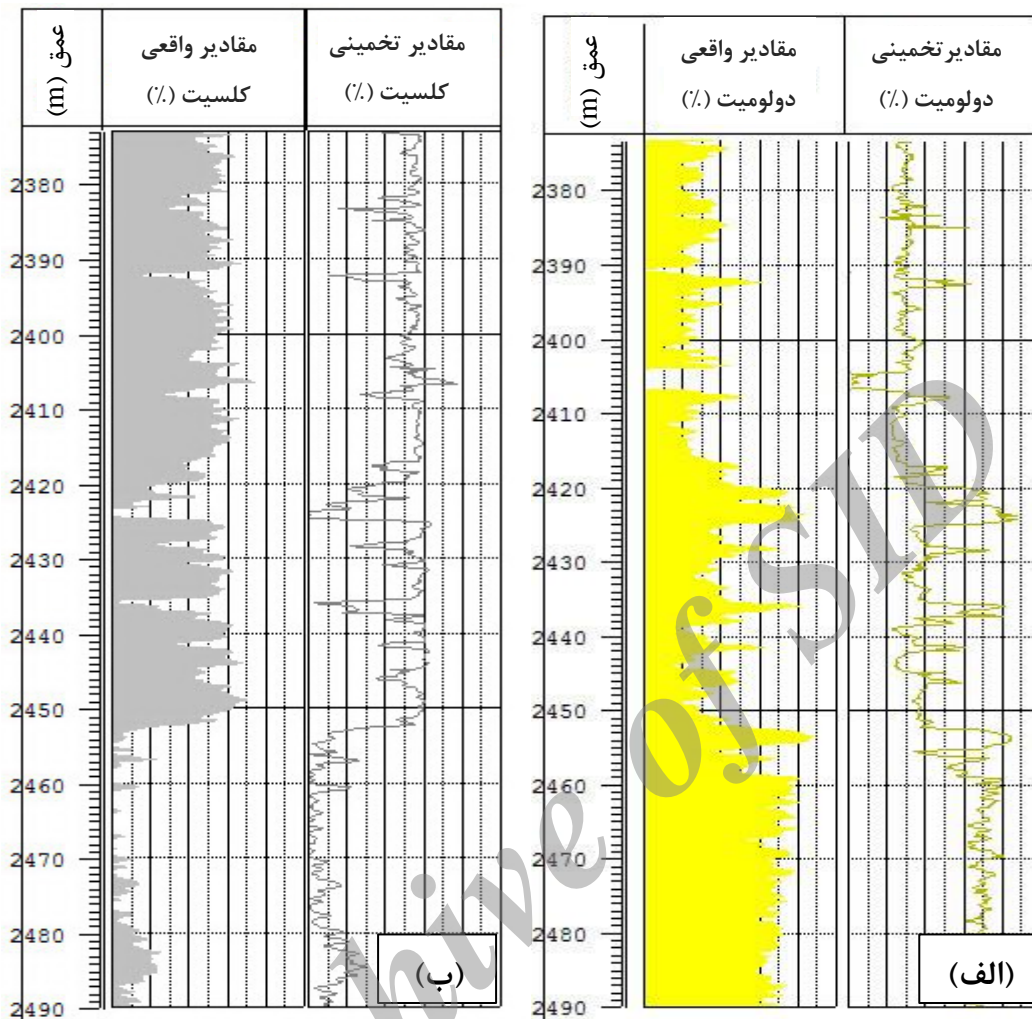 عمق (m)
مقادیر واقعی
دولومیت (٪)
مقادیر تخمینی
دولومیت (٪)
2380
2390
2400
2410
2420
2430
2440
2450
2460
2470
2480
2490
(الف)
عمق (m)
مقادیر واقعی
کلسیت (٪)
مقادیر تخمینی
کلسیت (٪)
2380
2390
2400
2410
2420
2430
2440
2450
2460
2470
2480
2490
(ب)
hive of SID